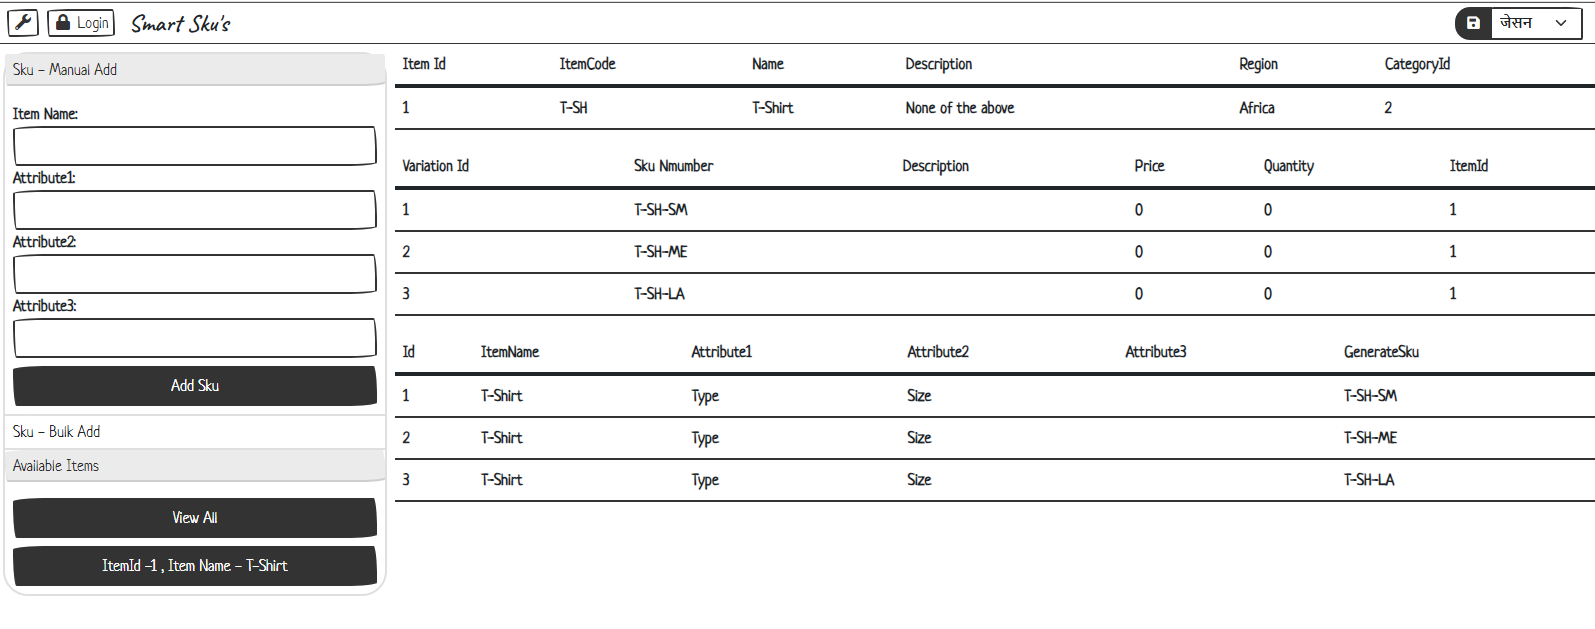 Login Smart Sku's जेसन
Sku - Manual Add
Item Name:
Attribute1:
Attribute2:
Attribute3:
Add Sku
Sku - Bulk Add
Available Items
View All
ItemId -1 , Item Name - T-Shirt
Item Id ItemCode Name Description Region CategoryId
1 T-SH T-Shirt None of the above Africa 2
Variation Id Sku Nmumber Description Price Quantity ItemId
1 T-SH-SM 0 0 1
2 T-SH-ME 0 0 1
3 T-SH-LA 0 0 1
Id ItemName Attribute1 Attribute2 Attribute3 GenerateSku
1 T-Shirt Type Size T-SH-SM
2 T-Shirt Type Size T-SH-ME
3 T-Shirt Type Size T-SH-LA